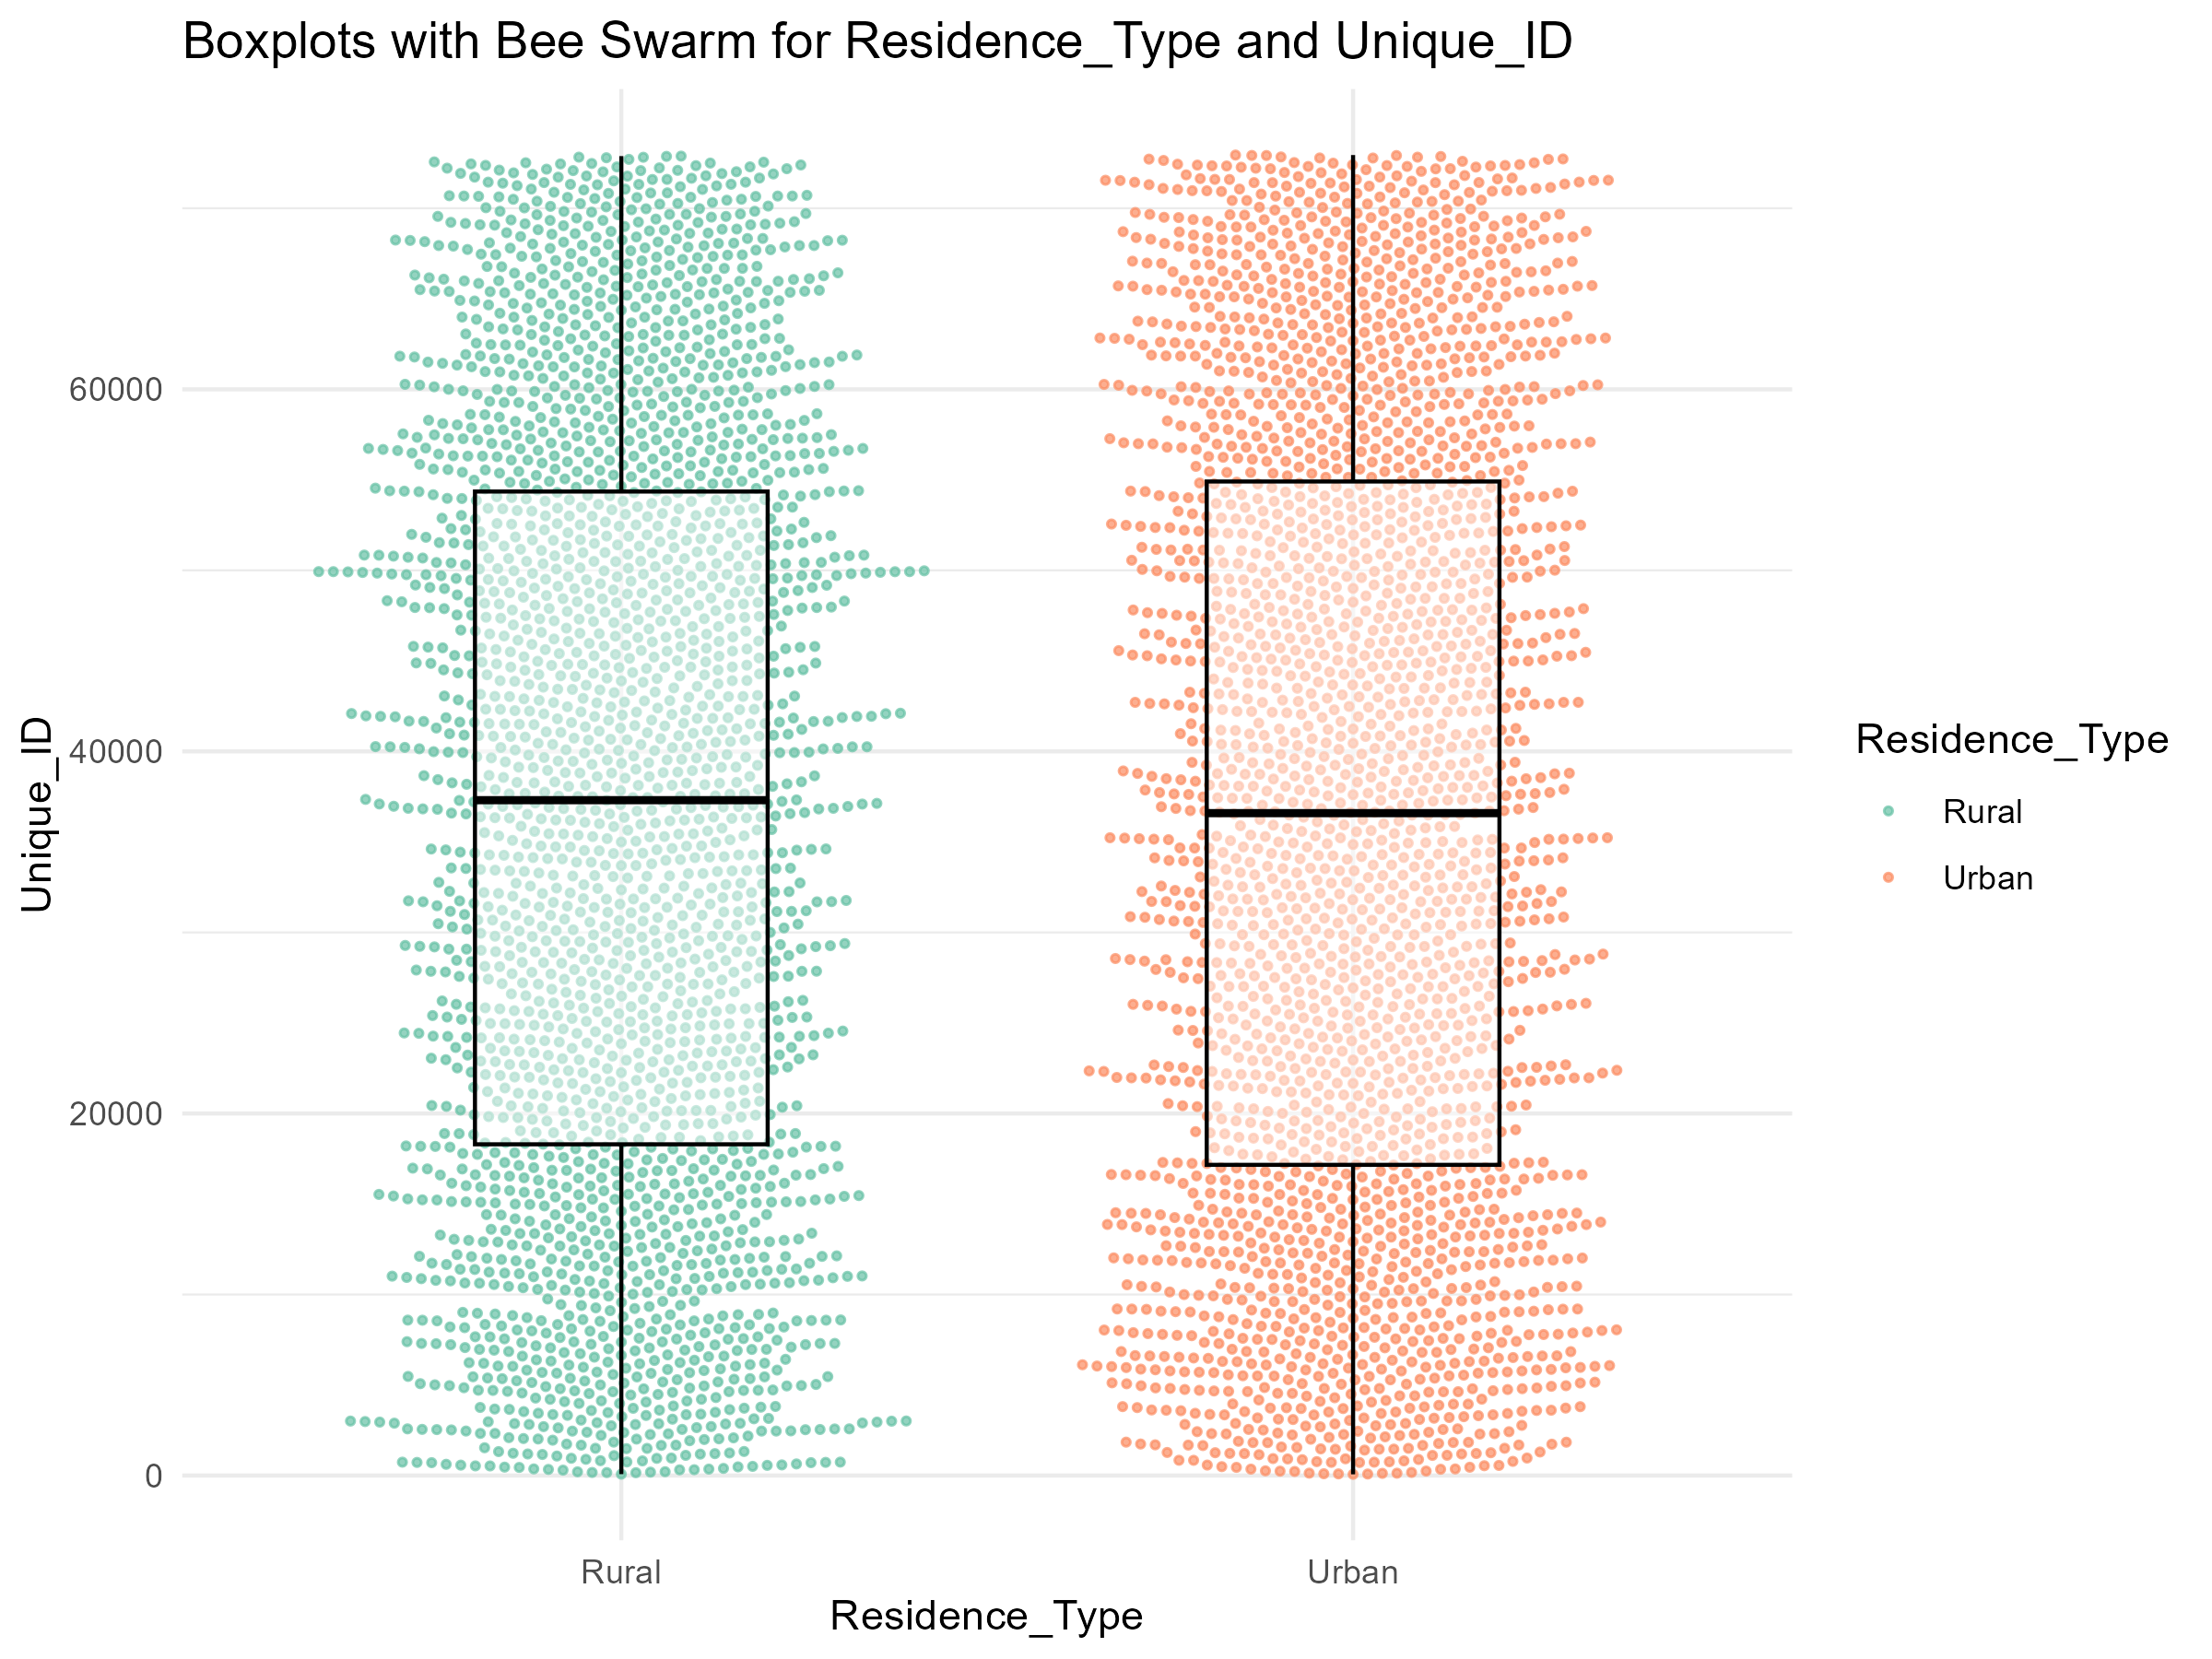 Boxplots with Bee Swarm for Residence_Type and Unique_ID
Unique_ID
60000
40000
20000
0
Rural
Urban
Residence_Type
Residence_Type
Rural
Urban